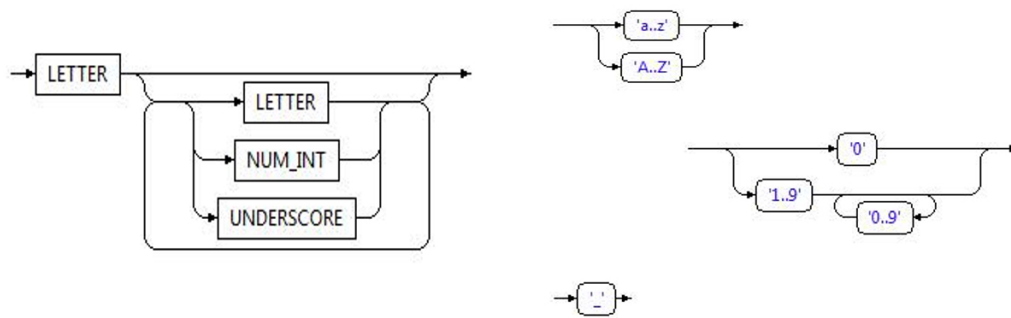 LETTER
LETTER
NUM_INT
UNDERSCORE
'a..z'
'A..Z'
'0'
'1..9'
'0..9'
'_'